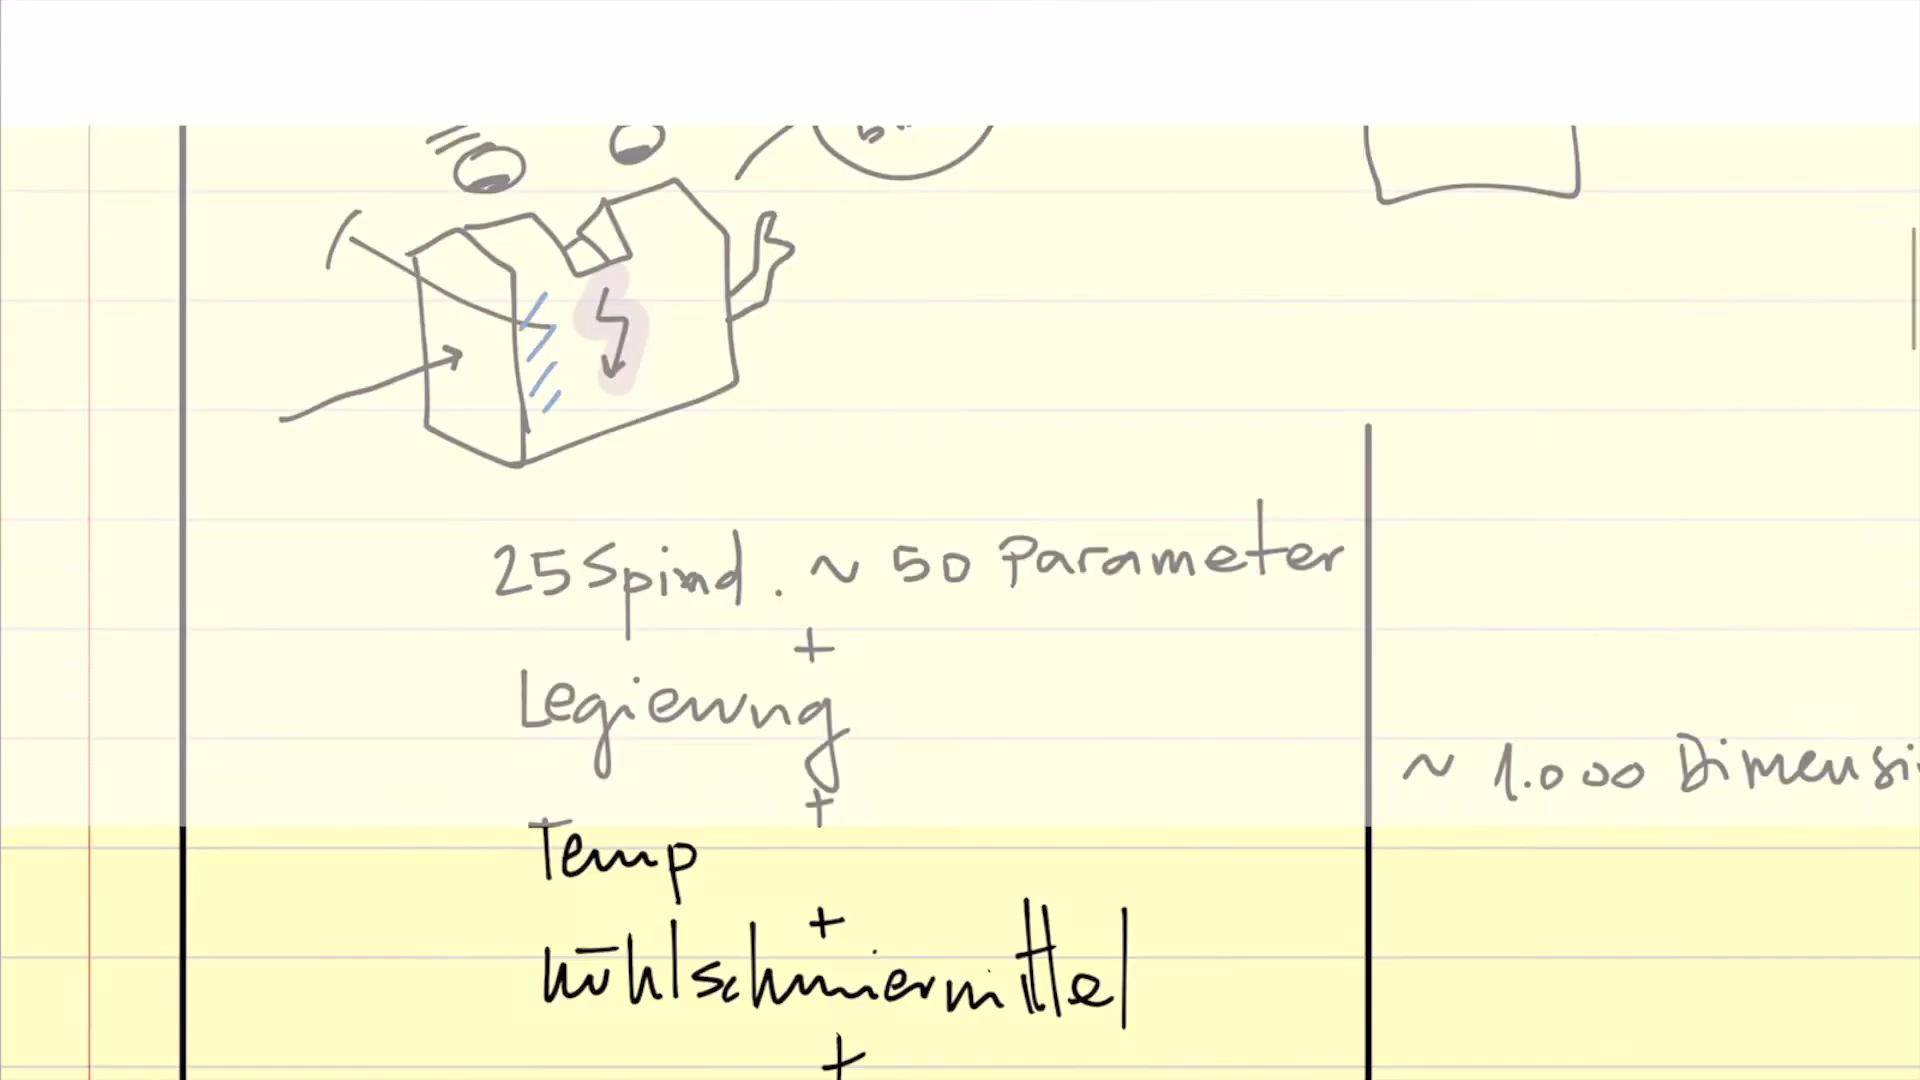 25 Spind. ~ 50 Parameter
+
Legierung
+
~ 1.000 Dimensi
Temp
+
Kühlschmiermittel
+